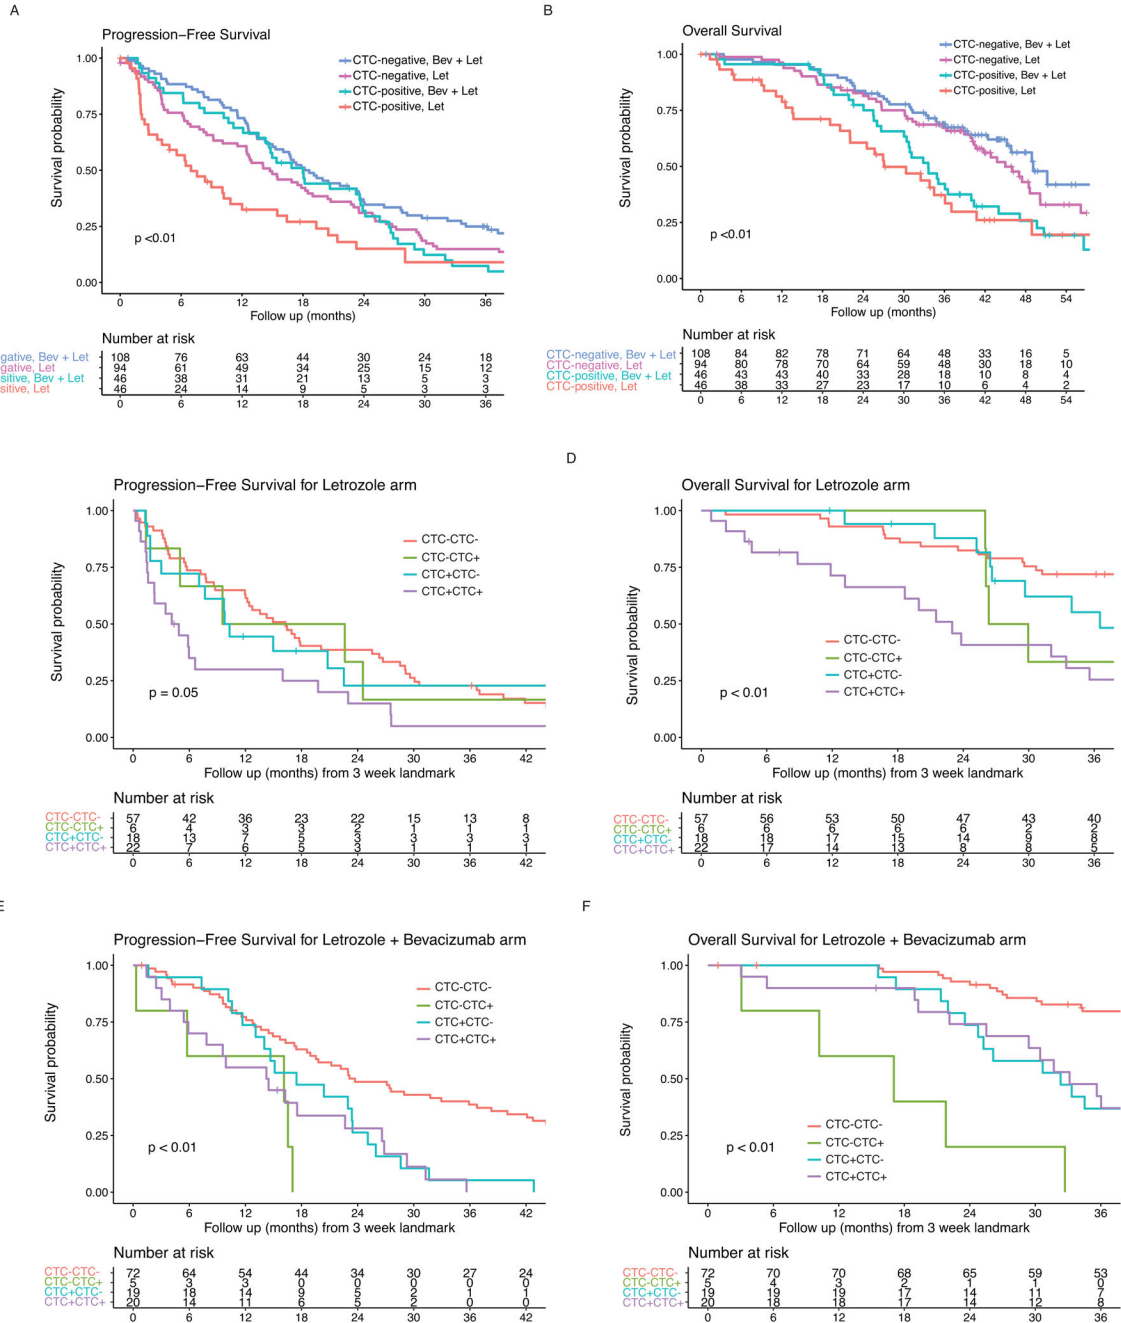 A
Progression–Free Survival
Survival probability
1.00
0.75
0.50
0.25
0.00
CTC-negative, Bev + Let
CTC-negative, Let
CTC-positive, Bev + Let
CTC-positive, Let
p <0.01
0 6 12 18 24 30 36
Follow up (months)
Number at risk
gative, Bev + Let 108 76 63 44 30 24 18
gative, Let 94 61 49 34 25 15 12
sitive, Bev + Let 46 38 31 21 13 5 3
sitive, Let 46 24 14 9 5 3 3
0 6 12 18 24 30 36
B
Overall Survival
Survival probability
1.00
0.75
0.50
0.25
0.00
CTC-negative, Bev + Let
CTC-negative, Let
CTC-positive, Bev + Let
CTC-positive, Let
p <0.01
0 6 12 18 24 30 36 42 48 54
Follow up (months)
Number at risk
CTC-negative, Bev + Let 108 84 82 78 71 64 48 33 16 5
CTC-negative, Let 94 80 78 70 64 59 48 30 18 10
CTC-positive, Bev + Let 46 43 43 40 33 28 18 10 8 4
CTC-positive, Let 46 38 33 27 23 17 10 6 4 2
0 6 12 18 24 30 36 42 48 54
Progression–Free Survival for Letrozole arm
Survival probability
1.00
0.75
0.50
0.25
0.00
CTC-CTC-
CTC-CTC+
CTC+CTC-
CTC+CTC+
p = 0.05
0 6 12 18 24 30 36 42
Follow up (months) from 3 week landmark
Number at risk
CTC-CTC- 57 42 36 23 22 15 13 8
CTC-CTC+ 6 4 3 3 2 1 1 1
CTC+CTC- 18 13 7 5 3 3 3 1
CTC+CTC+ 22 7 6 5 3 1 1 1
0 6 12 18 24 30 36 42
D
Overall Survival for Letrozole arm
Survival probability
1.00
0.75
0.50
0.25
0.00
CTC-CTC-
CTC-CTC+
CTC+CTC-
CTC+CTC+
p < 0.01
0 6 12 18 24 30 36
Follow up (months) from 3 week landmark
Number at risk
CTC-CTC- 57 56 53 50 47 43 40
CTC-CTC+ 6 6 6 6 6 2 2
CTC+CTC- 18 18 17 15 14 9 8
CTC+CTC+ 22 17 14 13 8 8 5
0 6 12 18 24 30 36
E
Progression–Free Survival for Letrozole + Bevacizumab arm
Survival probability
1.00
0.75
0.50
0.25
0.00
CTC-CTC-
CTC-CTC+
CTC+CTC-
CTC+CTC+
p < 0.01
0 6 12 18 24 30 36 42
Follow up (months) from 3 week landmark
Number at risk
CTC-CTC- 72 64 54 44 34 30 27 24
CTC-CTC+ 5 3 3 0 0 0 0 0
CTC+CTC- 19 18 14 9 5 2 1 1
CTC+CTC+ 20 14 11 6 5 2 0 0
0 6 12 18 24 30 36 42
F
Overall Survival for Letrozole + Bevacizumab arm
Survival probability
1.00
0.75
0.50
0.25
0.00
CTC-CTC-
CTC-CTC+
CTC+CTC-
CTC+CTC+
p < 0.01
0 6 12 18 24 30 36
Follow up (months) from 3 week landmark
Number at risk
CTC-CTC- 72 70 70 68 65 59 53
CTC-CTC+ 5 4 3 2 1 1 0
CTC+CTC- 19 19 19 17 14 11 7
CTC+CTC+ 20 18 18 17 14 12 8
0 6 12 18 24 30 36